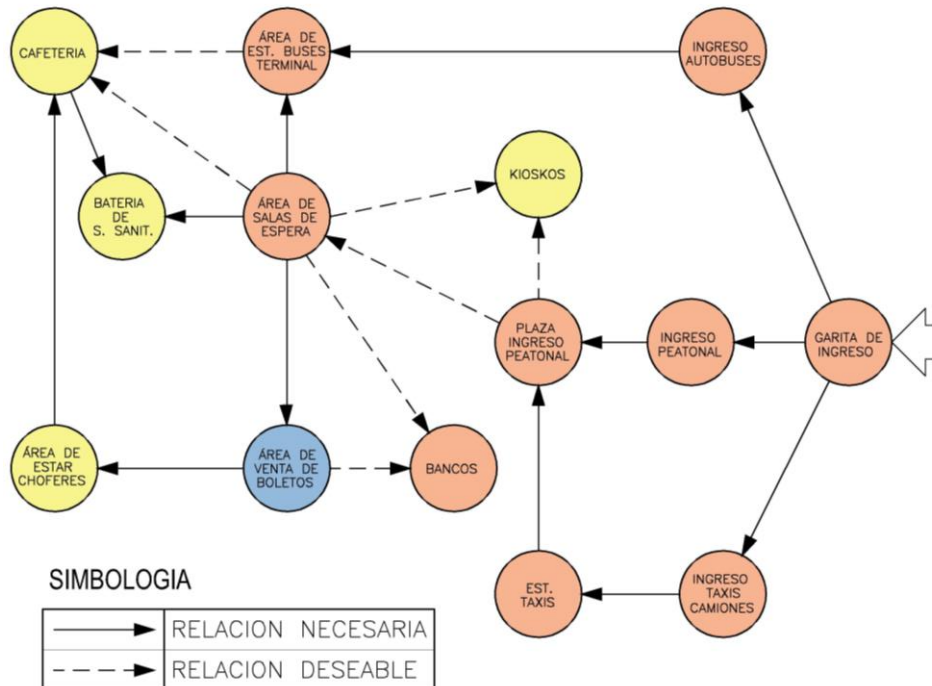 CAFETERIA
ÁREA DE
EST. BUSES
TERMINAL
INGRESO
AUTOBUSES
BATERIA
DE
S. SANIT.
ÁREA DE
SALAS DE
ESPERA
KIOSKOS
PLAZA
INGRESO
PEATONAL
INGRESO
PEATONAL
GARITA DE
INGRESO
ÁREA DE
ESTAR
CHOFERES
ÁREA DE
VENTA DE
BOLETOS
BANCOS
EST.
TAXIS
INGRESO
TAXIS
CAMIONES
SIMBOLOGIA
RELACION NECESARIA
RELACION DESEABLE